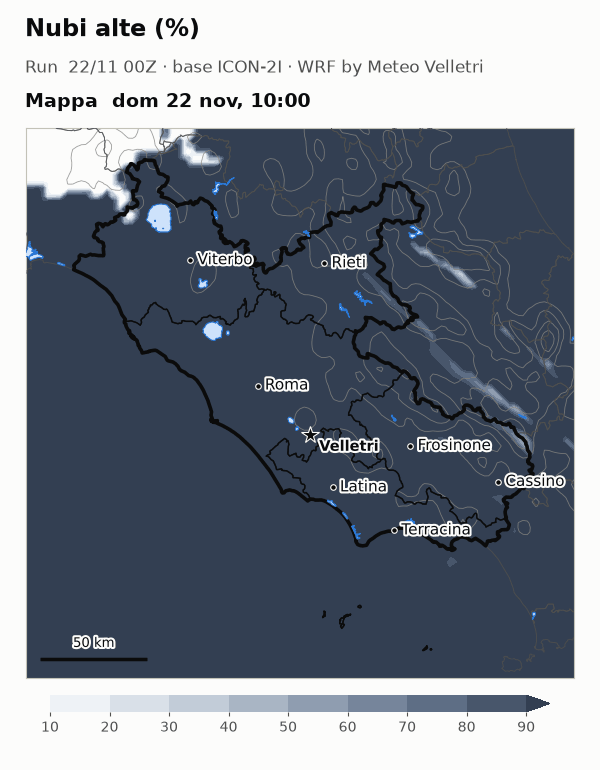 Nubi alte (%)
Run  22/11 00Z · base ICON-2I · WRF by Meteo Velletri
Mappa  dom 22 nov, 10:00
Viterbo
Rieti
Roma
Velletri
Frosinone
Latina
Cassino
Terracina
50 km
10 20 30 40 50 60 70 80 90